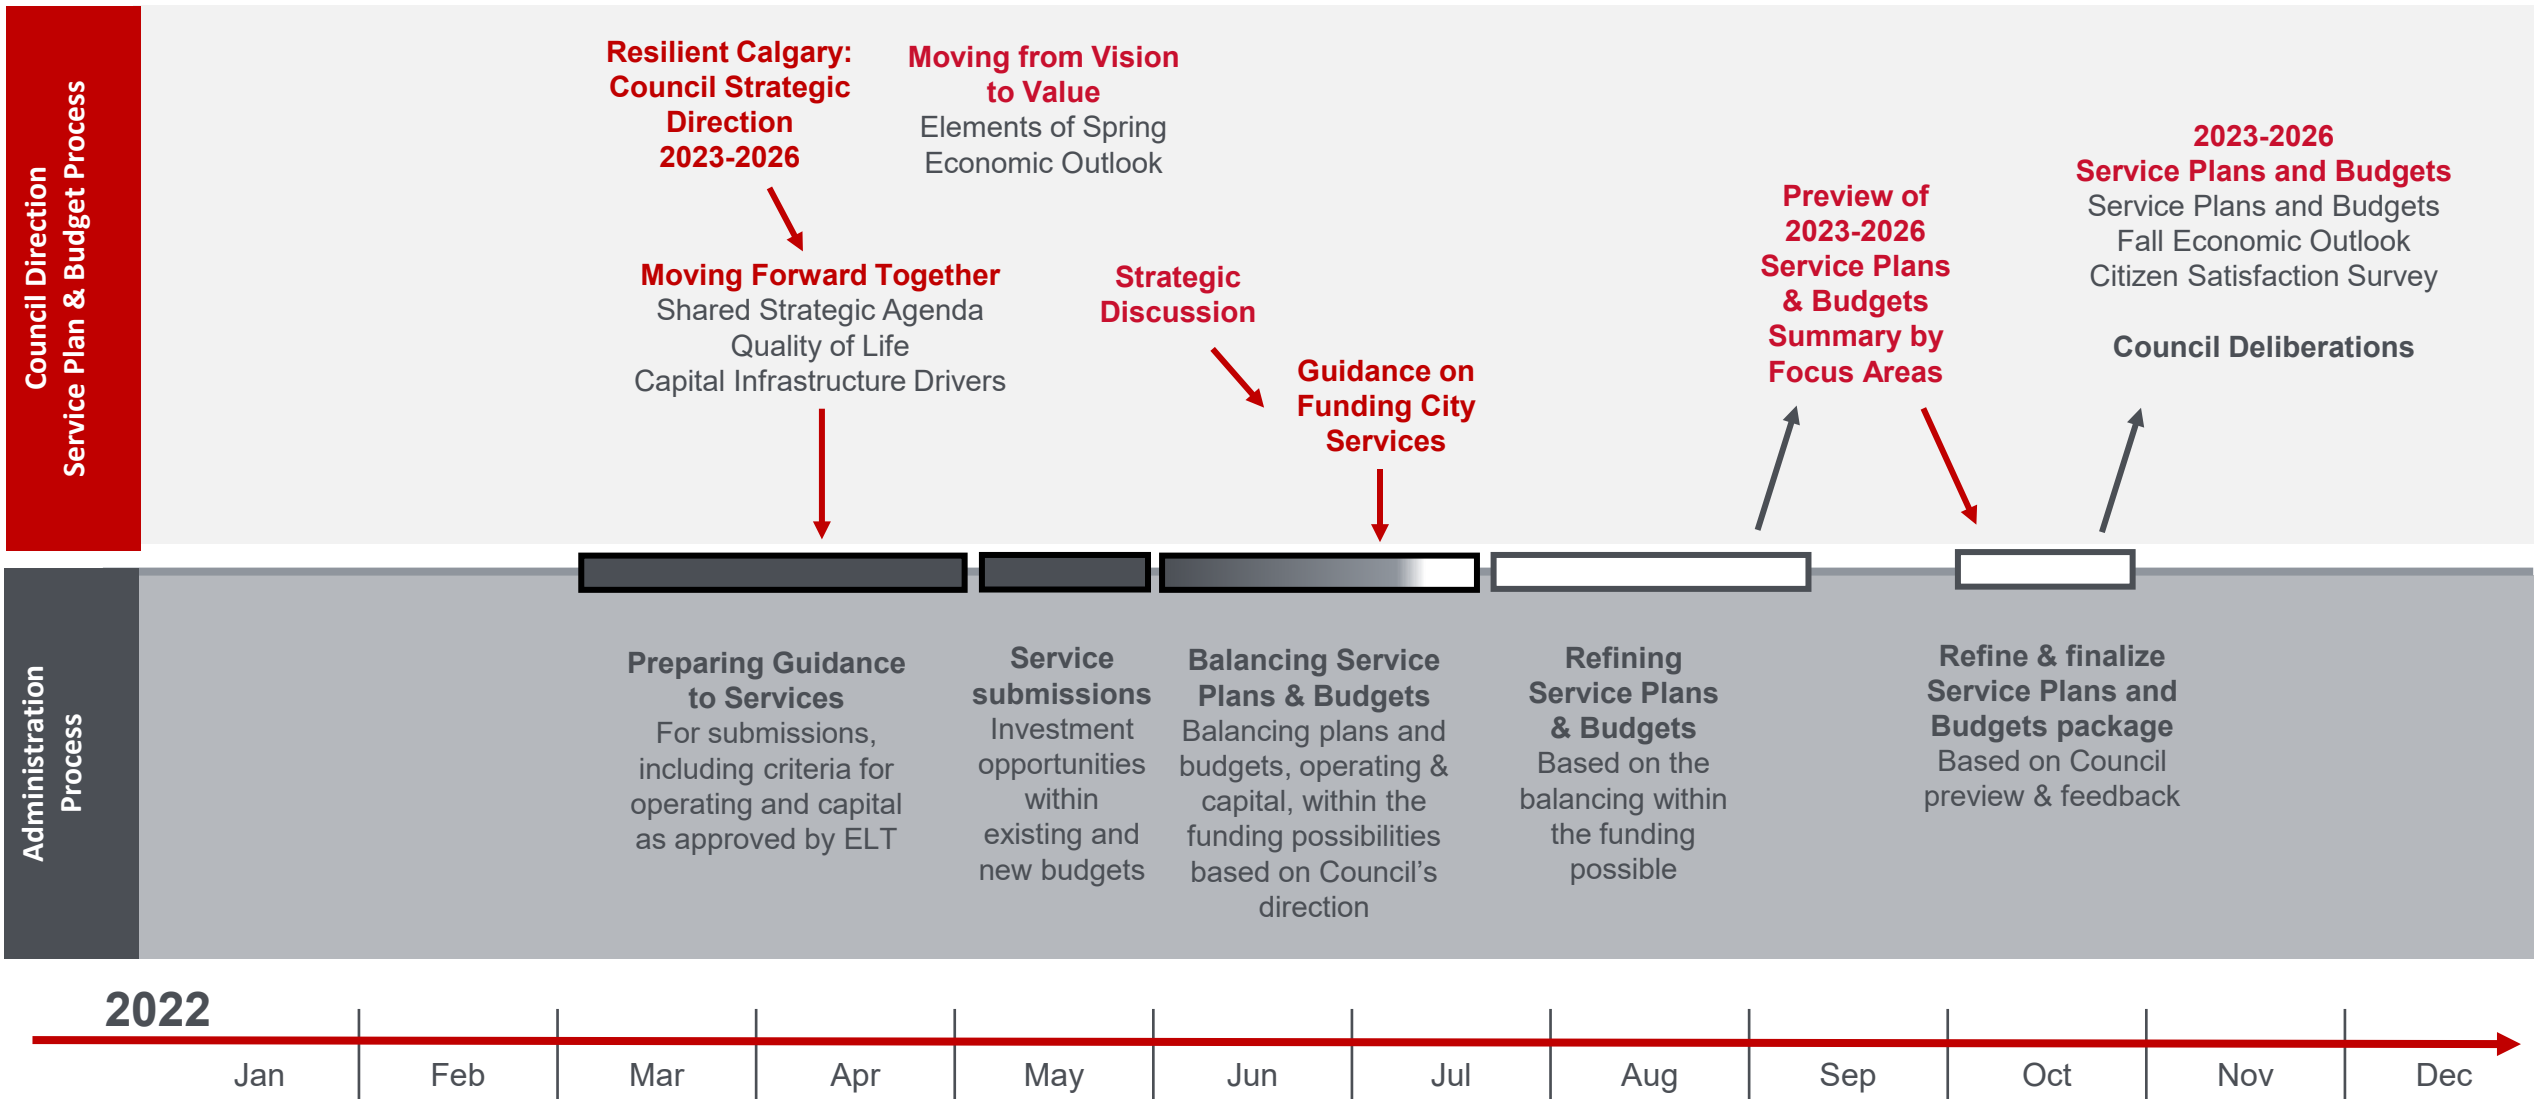 Council Direction
Service Plan & Budget Process
Resilient Calgary:
Council Strategic
Direction
2023-2026
Moving from Vision
to Value
Elements of Spring
Economic Outlook
Moving Forward Together
Shared Strategic Agenda
Quality of Life
Capital Infrastructure Drivers
Strategic
Discussion
Guidance on
Funding City
Services
Preview of
2023-2026
Service Plans
& Budgets
Summary by
Focus Areas
2023-2026
Service Plans and Budgets
Service Plans and Budgets
Fall Economic Outlook
Citizen Satisfaction Survey
Council Deliberations
Administration
Process
Preparing Guidance
to Services
For submissions,
including criteria for
operating and capital
as approved by ELT
Service
submissions
Investment
opportunities
within
existing and
new budgets
Balancing Service
Plans & Budgets
Balancing plans and
budgets, operating &
capital, within the
funding possibilities
based on Council's
direction
Refining
Service Plans
& Budgets
Based on the
balancing within
the funding
possible
Refine & finalize
Service Plans and
Budgets package
Based on Council
preview & feedback
2022
Jan Feb Mar Apr May Jun Jul Aug Sep Oct Nov Dec